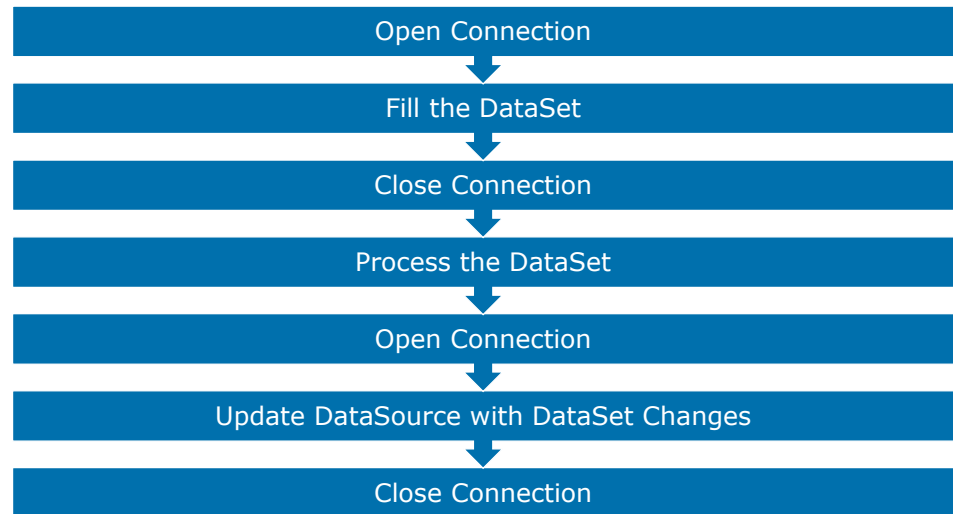 Open Connection
Fill the DataSet
Close Connection
Process the DataSet
Open Connection
Update DataSource with DataSet Changes
Close Connection